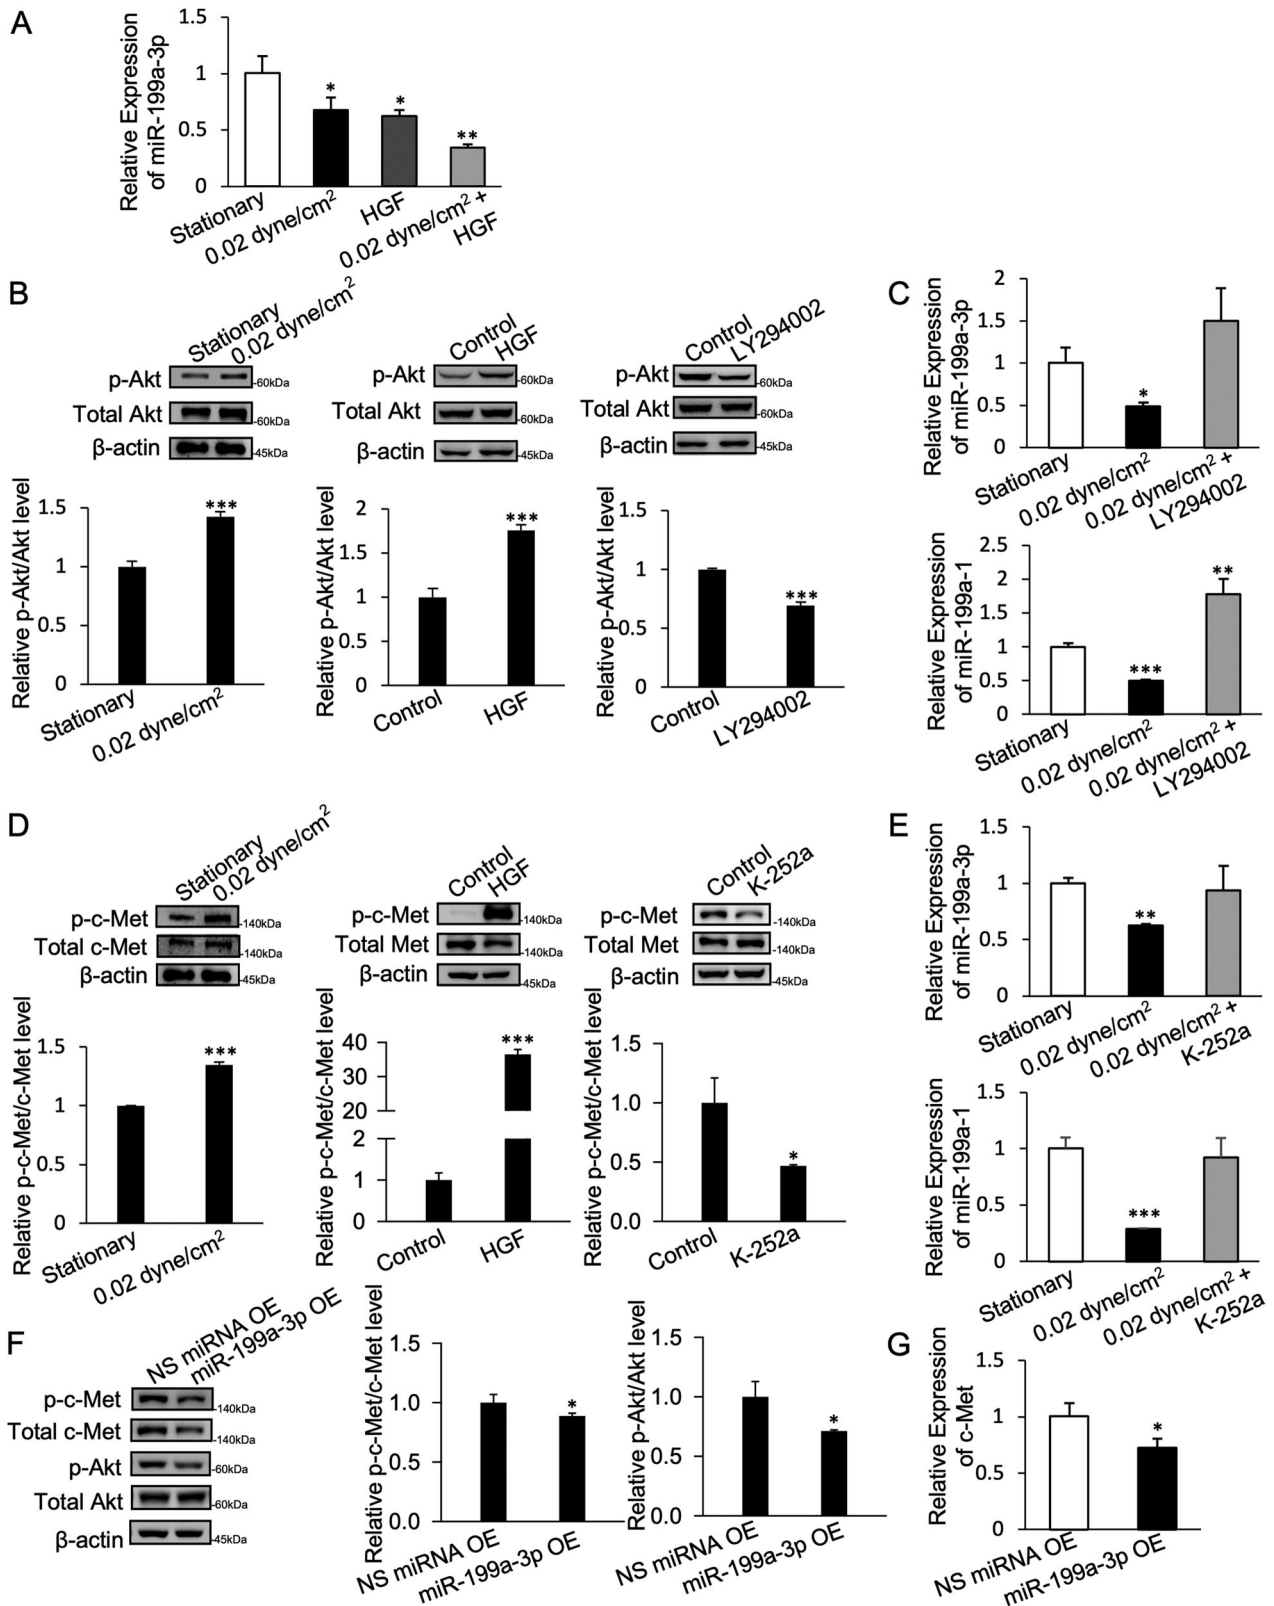 A
Relative Expression
of miR-199a-3p
1.5
1
0.5
0
*
*
**
Stationary
0.02 dyne/cm²
HGF
0.02 dyne/cm² +
HGF
B
Stationary
0.02 dyne/cm²
p-Akt
-60kDa
Total Akt
-60kDa
β-actin
-45kDa
Relative p-Akt/Akt level
1.5
1
0.5
0
***
Stationary
0.02 dyne/cm²
Control
HGF
p-Akt
-60kDa
Total Akt
-60kDa
β-actin
-45kDa
Relative p-Akt/Akt level
2
1.5
1
0.5
0
***
Control
HGF
Control
LY294002
p-Akt
-60kDa
Total Akt
-60kDa
β-actin
-45kDa
Relative p-Akt/Akt level
1.5
1
0.5
0
***
Control
LY294002
C
Relative Expression
of miR-199a-3p
2
1.5
1
0.5
0
*
Stationary
0.02 dyne/cm²
0.02 dyne/cm² +
LY294002
Relative Expression
of miR-199a-1
2.5
2
1.5
1
0.5
0
***
**
Stationary
0.02 dyne/cm²
0.02 dyne/cm² +
LY294002
D
Stationary
0.02 dyne/cm²
p-c-Met
-140kDa
Total c-Met
-140kDa
β-actin
-45kDa
Relative p-c-Met/c-Met level
1.5
1
0.5
0
***
Stationary
0.02 dyne/cm²
Control
HGF
p-c-Met
-140kDa
Total Met
-140kDa
β-actin
-45kDa
Relative p-c-Met/c-Met level
40
30
20
2
1
0
***
Control
HGF
Control
K-252a
p-c-Met
-140kDa
Total Met
-140kDa
β-actin
-45kDa
Relative p-c-Met/c-Met level
1.5
1.0
0.5
0.0
*
Control
K-252a
E
Relative Expression
of miR-199a-3p
1.5
1
0.5
0
**
Stationary
0.02 dyne/cm²
0.02 dyne/cm² +
K-252a
Relative Expression
of miR-199a-1
1.5
1
0.5
0
***
Stationary
0.02 dyne/cm²
0.02 dyne/cm² +
K-252a
F
NS miRNA OE
miR-199a-3p OE
p-c-Met
-140kDa
Total c-Met
-140kDa
p-Akt
-60kDa
Total Akt
-60kDa
β-actin
-45kDa
Relative p-c-Met/c-Met level
1.5
1.0
0.5
0.0
*
NS miRNA OE
miR-199a-3p OE
Relative p-Akt/Akt level
1.5
1.0
0.5
0.0
*
NS miRNA OE
miR-199a-3p OE
G
Relative Expression
of c-Met
1.5
1
0.5
0
*
NS miRNA OE
miR-199a-3p OE